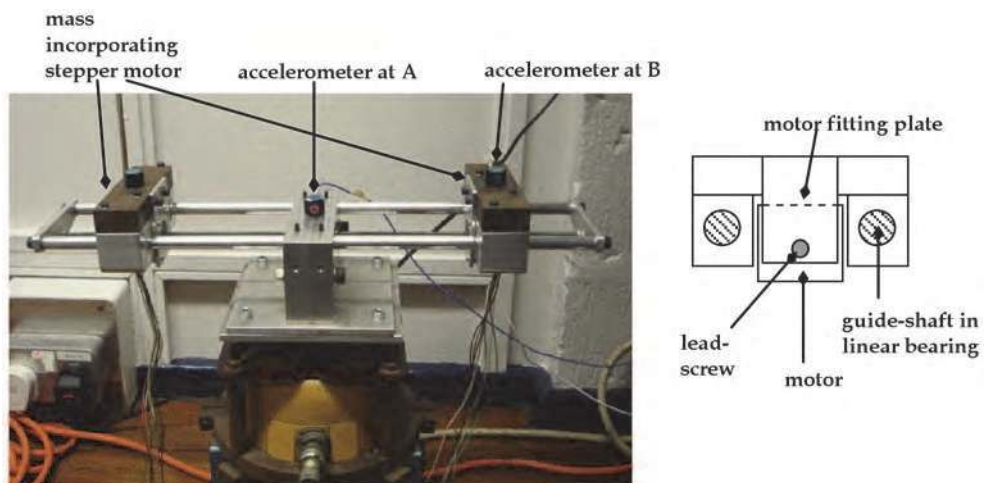 mass
incorporating
stepper motor
accelerometer at A
accelerometer at B
motor fitting plate
lead-
screw
motor
guide-shaft in
linear bearing